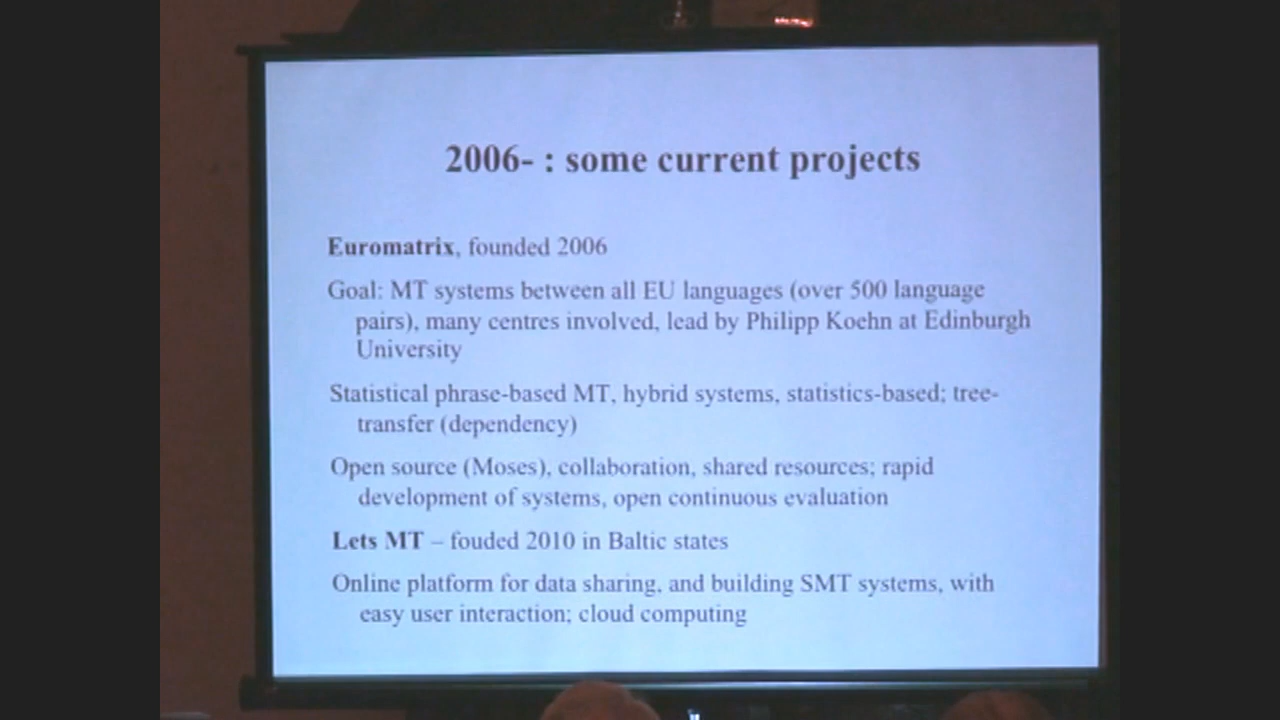 2006- : some current projects
Euromatrix, founded 2006
Goal: MT systems between all EU languages (over 500 language
pairs), many centres involved, lead by Philipp Koehn at Edinburgh
University
Statistical phrase-based MT, hybrid systems, statistics-based; tree-
transfer (dependency)
Open source (Moses), collaboration, shared resources; rapid
development of systems, open continuous evaluation
Lets MT – fouded 2010 in Baltic states
Online platform for data sharing, and building SMT systems, with
easy user interaction; cloud computing